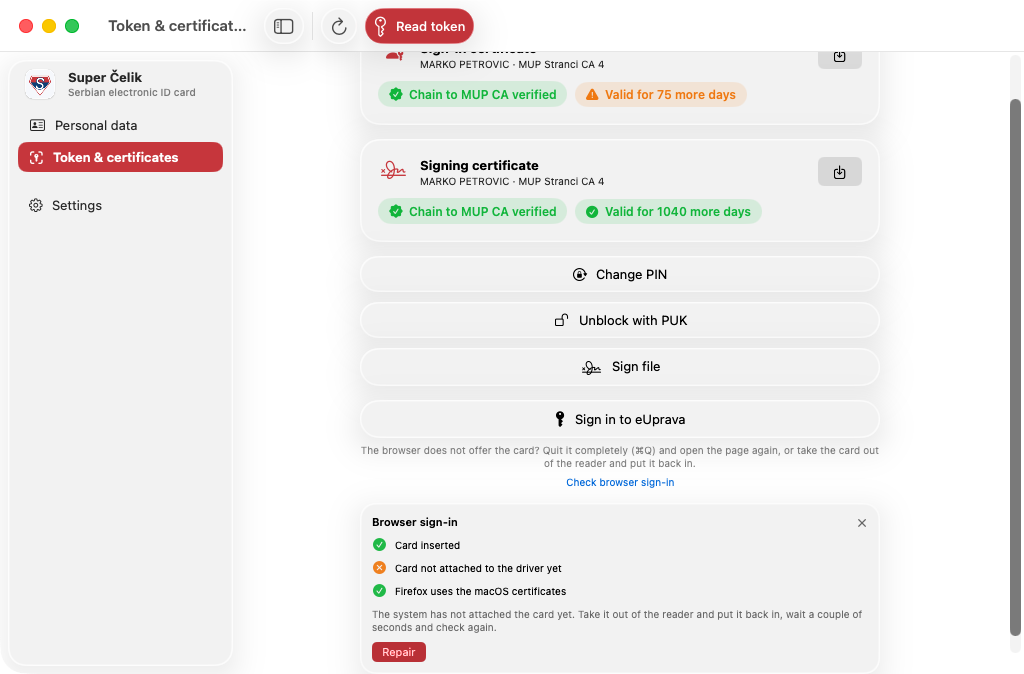 Token & certificat...
Read token
Super Čelik
Serbian electronic ID card
Personal data
Token & certificates
Settings
MARKO PETROVIC · MUP Stranci CA 4
Chain to MUP CA verified
Valid for 75 more days
Signing certificate
MARKO PETROVIC · MUP Stranci CA 4
Chain to MUP CA verified
Valid for 1040 more days
Change PIN
Unblock with PUK
Sign file
Sign in to eUprava
The browser does not offer the card? Quit it completely (⌘Q) and open the page again, or take the card out
of the reader and put it back in.
Check browser sign-in
Browser sign-in
Card inserted
Card not attached to the driver yet
Firefox uses the macOS certificates
The system has not attached the card yet. Take it out of the reader and put it back in, wait a couple of
seconds and check again.
Repair